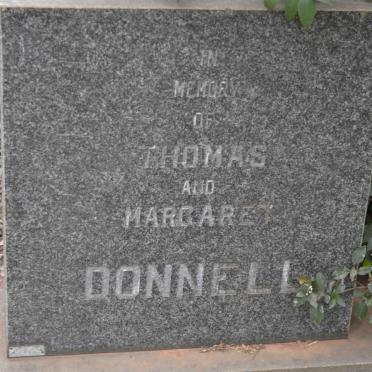 IN
MEMORY
OF
THOMAS
AND
MARGARET
DONNELL